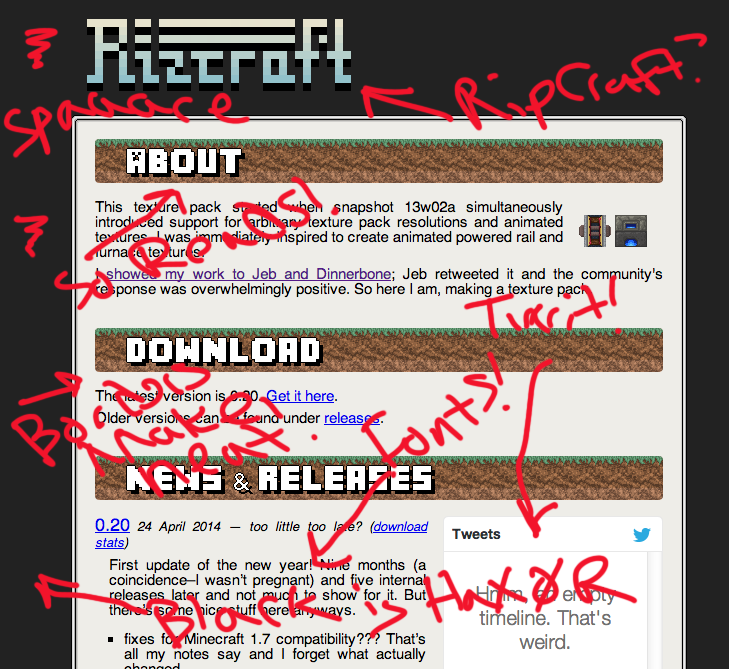 Rizcraft
RipCraft?
Spaaare
ABOUT
This texture pack started when snapshot 13w02a simultaneously
introduced support for arbitrary texture pack resolutions and animated
textures. I was immediately inspired to create animated powered rail and
furnace textures.
So Reads!
I showed my work to Jeb and Dinnerbone; Jeb retweeted it and the community's
response was overwhelmingly positive. So here I am, making a texture pack.
DOWNLOAD
The latest version is 0.20. Get it here.
Older versions can be found under releases.
Makes
neat.
Fonts!
NEWS & RELEASES
0.20 24 April 2014 — too little too late? (download
stats)
First update of the new year! Nine months (a
coincidence–I wasn't pregnant) and five internal
releases later and not much to show for it. But
there's some nice stuff here anyways.
Black is
fixes for Minecraft 1.7 compatibility??? That's
all my notes say and I forget what actually
changed
Tweets
Hmm, an empty
timeline. That's
weird.